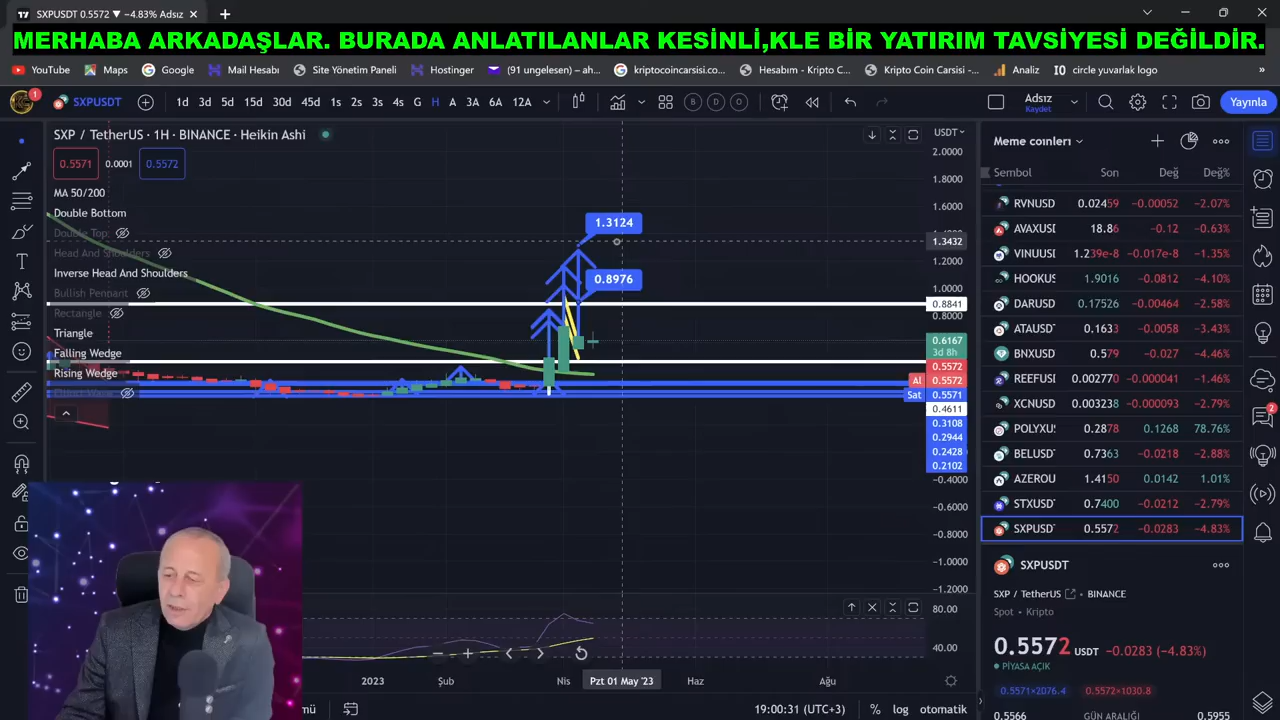 SXPUSDT 0.5572 ▼ −4.83% Adsız
MERHABA ARKADAŞLAR. BURADA ANLATILANLAR KESİNLİ,KLE BİR YATIRIM TAVSİYESİ DEĞİLDİR.
YouTube Maps Google Mail Hesabı Site Yönetim Paneli Hostinger (91 ungelesen) – ah... kriptocoincarsisi.co... Hesabım - Kripto C... Kripto Coin Carsisi -... Analiz IO circle yuvarlak logo »
1 SXPUSDT 1d 3d 5d 15d 30d 45d 1s 2s 3s 4s G H A 3A 6A 12A B D O Adsız Kaydet Yayınla
SXP / TetherUS · 1H · BINANCE · Heikin Ashi
0.5571 0.0001 0.5572
MA 50/200
Double Bottom
Double Top
Head And Shoulders
Inverse Head And Shoulders
Bullish Pennant
Rectangle
Triangle
Falling Wedge
Rising Wedge
1.3124
0.8976
USDT
2.0000
1.8000
1.6000
1.3432
1.2000
1.0000
0.8841
0.8000
0.6167
3d 8h
0.5572
Al 0.5572
Sat 0.5571
0.4611
0.3108
0.2944
0.2428
0.2102
−0.4000
−0.6000
−0.8000
−1.0000
−1.2000
80.00
40.00
2023 Şub Nis Pzt 01 May '23 Haz Ağu
19:00:31 (UTC+3) % log otomatik
Meme coınlerı
Sembol Son Değ Değ%
RVNUSD 0.02459 −0.00052 −2.07%
AVAXUSI 18.86 −0.12 −0.63%
VINUUSI 1.239e-8 −0.017e-8 −1.35%
HOOKUS 1.9016 −0.0812 −4.10%
DARUSD 0.17526 −0.00464 −2.58%
ATAUSD 0.1633 −0.0058 −3.43%
BNXUSD 0.579 −0.027 −4.46%
REEFUSI 0.002770 −0.000041 −1.46%
XCNUSD 0.003238 −0.000093 −2.79%
POLYXUS 0.2878 0.1268 78.76%
BELUSD 0.7363 −0.0218 −2.88%
AZEROU 1.4150 0.0142 1.01%
STXUSD 0.7400 −0.0212 −2.79%
SXPUSD 0.5572 −0.0283 −4.83%
SXPUSDT
SXP / TetherUS • BINANCE
Spot • Kripto
0.5572 USDT −0.0283 (−4.83%)
PİYASA AÇIK
0.5571×2076.4 0.5572×1030.8
0.5566 GÜN ARALIĞI 0.5955
2